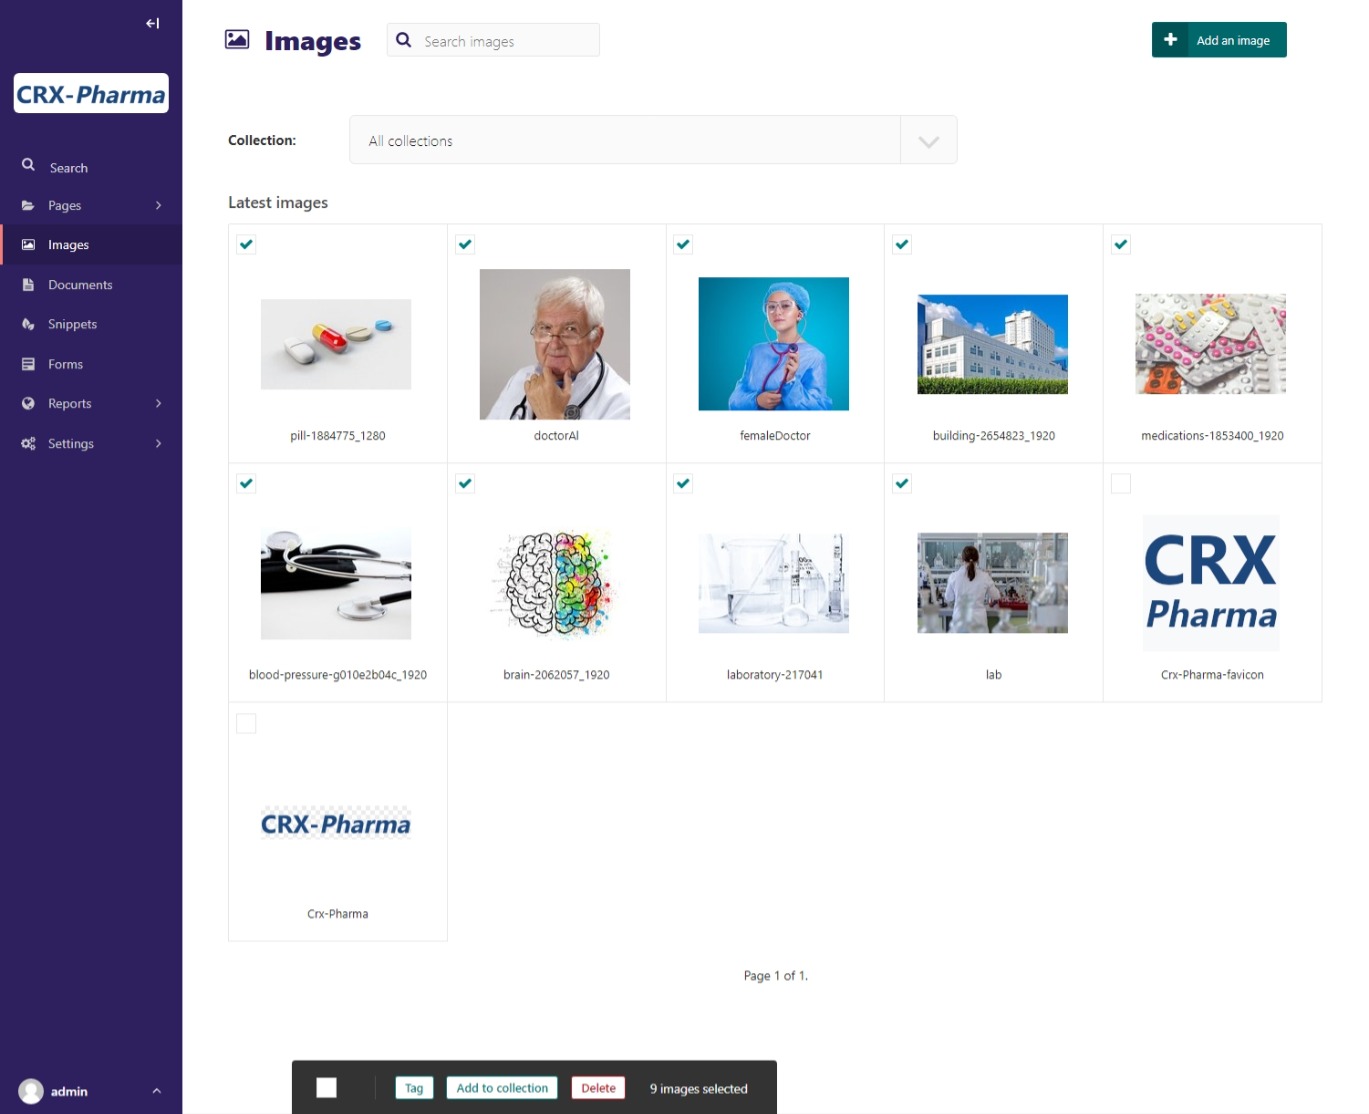 CRX-Pharma
Search
Pages
Images
Documents
Snippets
Forms
Reports
Settings
admin
Images
Search images
Add an image
Collection:
All collections
Latest images
pill-1884775_1280
doctorAl
femaleDoctor
building-2654823_1920
medications-1853400_1920
blood-pressure-g010e2b04c_1920
brain-2062057_1920
laboratory-217041
lab
CRX
Pharma
Crx-Pharma-favicon
CRX-Pharma
Crx-Pharma
Page 1 of 1.
Tag
Add to collection
Delete
9 images selected